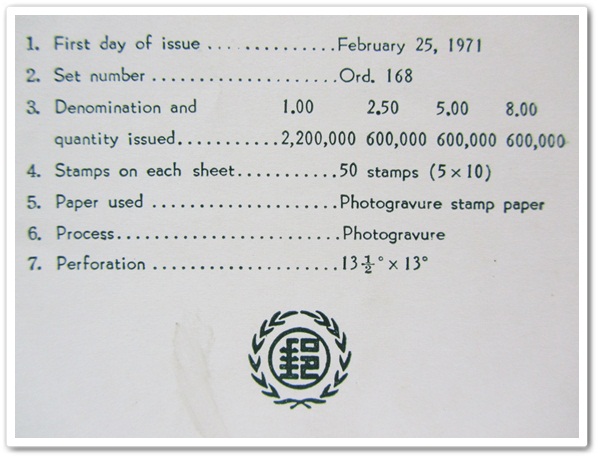 1. First day of issue ................February 25, 1971
2. Set number ....................Ord. 168
3. Denomination and 1.00 2.50 5.00 8.00
quantity issued...........2,200,000 600,000 600,000 600,000
4. Stamps on each sheet...........50 stamps (5×10)
5. Paper used ....................Photogravure stamp paper
6. Process........................Photogravure
7. Perforation ....................13½° × 13°
郵